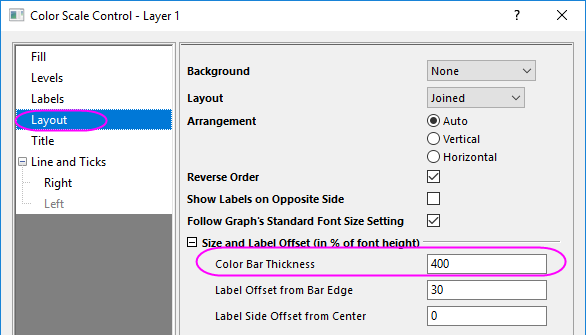 Color Scale Control - Layer 1
Fill
Levels
Labels
Layout
Title
Line and Ticks
Right
Left
Background None
Layout Joined
Arrangement Auto
Vertical
Horizontal
Reverse Order
Show Labels on Opposite Side
Follow Graph's Standard Font Size Setting
Size and Label Offset (in % of font height)
Color Bar Thickness 400
Label Offset from Bar Edge 30
Label Side Offset from Center 0